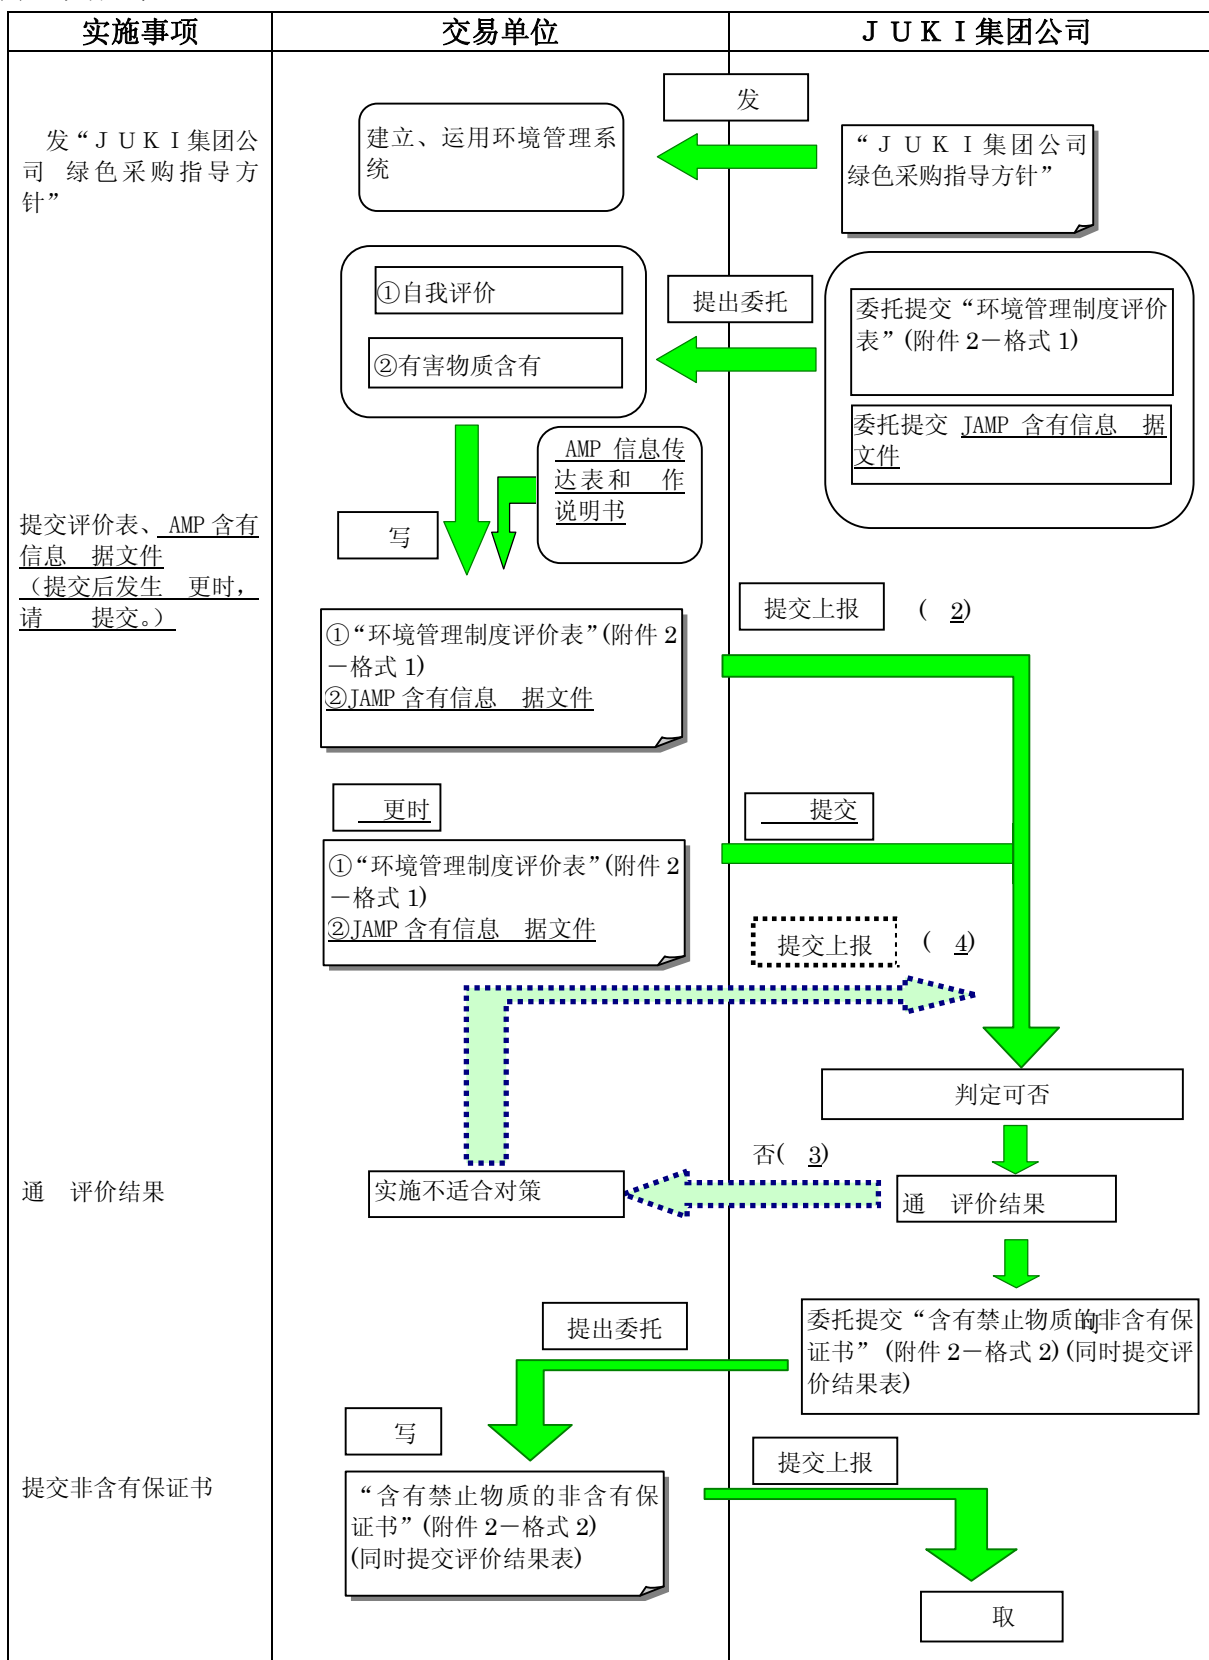 实施事项
交易单位
ＪＵＫＩ集团公司
发
发“ＪＵＫＩ集团公
司 绿色采购指导方
针”
建立、运用环境管理系
统
“ＪＵＫＩ集团公司
绿色采购指导方针”
①自我评价
②有害物质含有
提出委托
委托提交“环境管理制度评价
表”(附件 2－格式 1)
委托提交 JAMP 含有信息 据
文件
AMP 信息传
达表和 作
说明书
写
提交评价表、 AMP 含有
信息 据文件
（提交后发生 更时，
请 提交。）
提交上报 ( 2)
①“环境管理制度评价表”(附件 2
－格式 1)
②JAMP 含有信息 据文件
更时
提交
①“环境管理制度评价表”(附件 2
－格式 1)
②JAMP 含有信息 据文件
提交上报 ( 4)
判定可否
否( 3)
通 评价结果
实施不适合对策
通 评价结果
提出委托
委托提交“含有禁止物质的非含有保
证书” (附件 2－格式 2) (同时提交评
价结果表)
写
提交上报
提交非含有保证书
“含有禁止物质的非含有保
证书”(附件 2－格式 2)
(同时提交评价结果表)
取